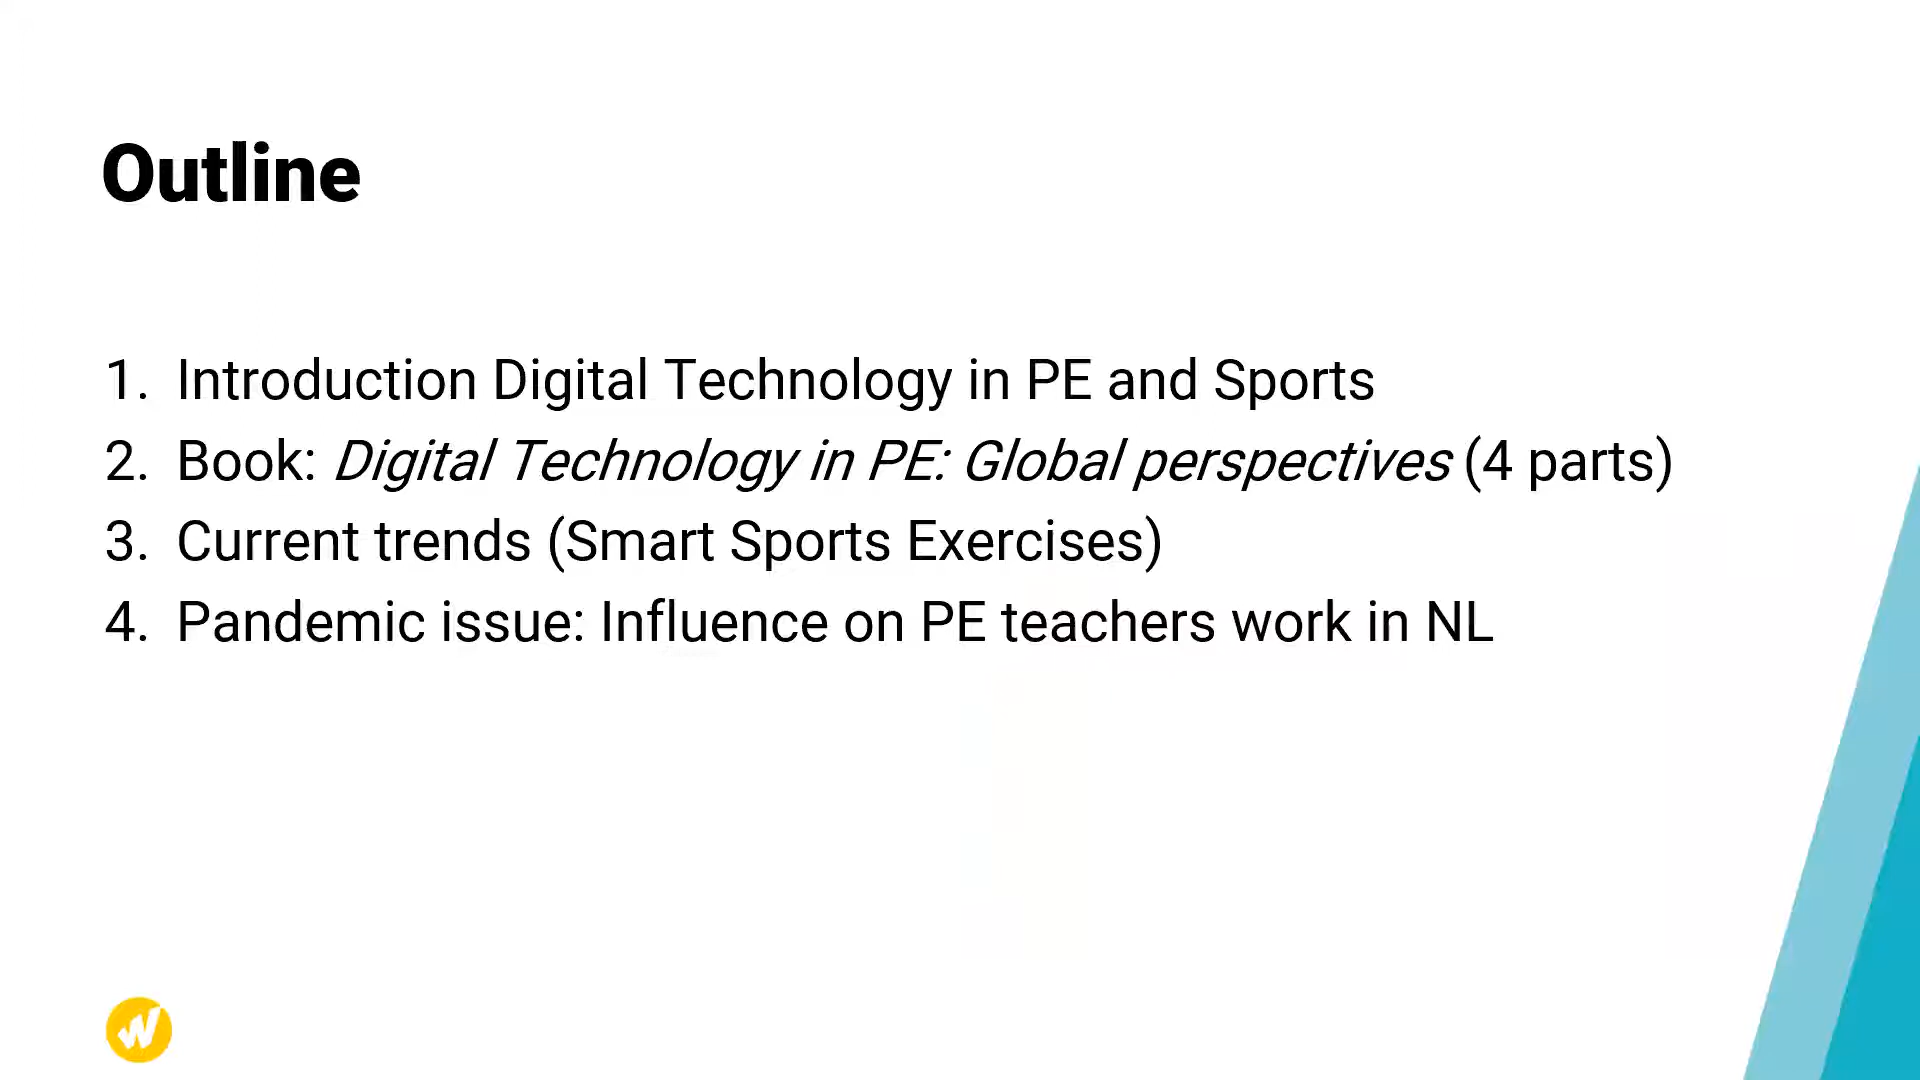 Outline
1. Introduction Digital Technology in PE and Sports
2. Book: Digital Technology in PE: Global perspectives (4 parts)
3. Current trends (Smart Sports Exercises)
4. Pandemic issue: Influence on PE teachers work in NL
W